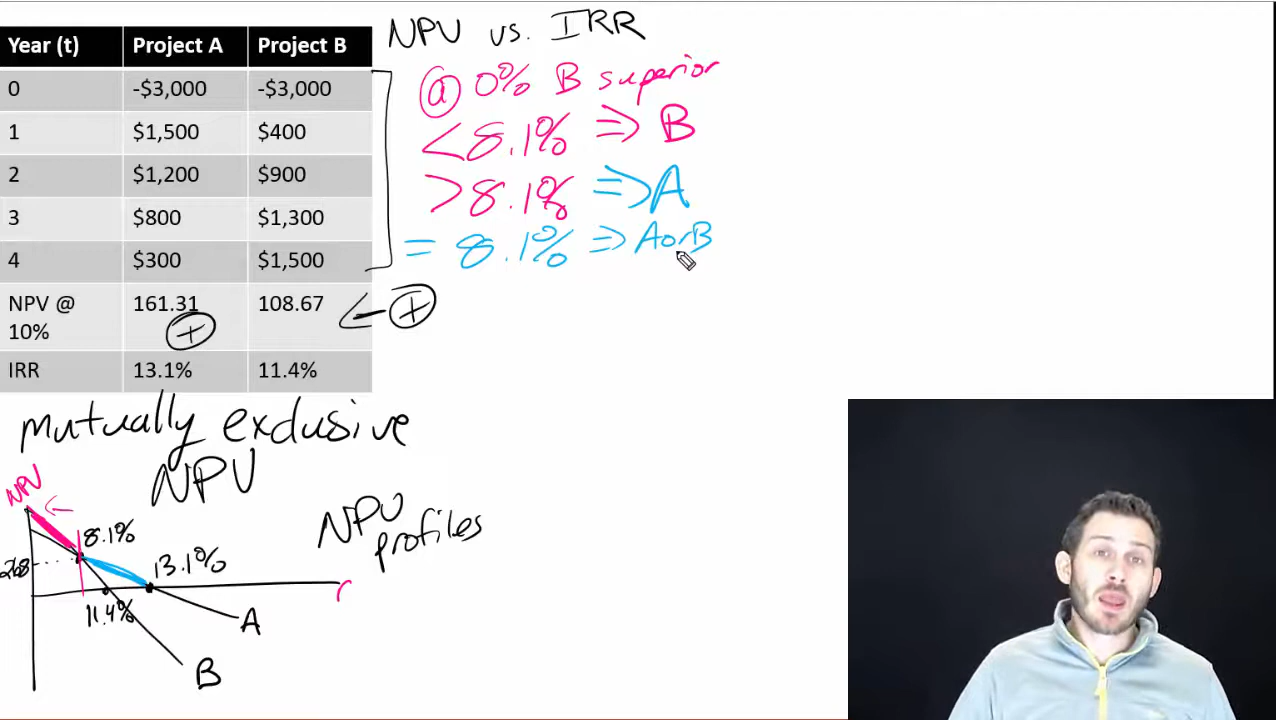 NPV vs. IRR
Year (t) Project A Project B
0 -$3,000 -$3,000
1 $1,500 $400
2 $1,200 $900
3 $800 $1,300
4 $300 $1,500
NPV @ 10% 161.31 108.67
+
+
IRR 13.1% 11.4%
@ 0% B superior
< 8.1% => B
> 8.1% => A
= 8.1% => A or B
mutually exclusive
NPV
NPV
NPV
profiles
8.1%
13.1%
268
11.4%
r
A
B